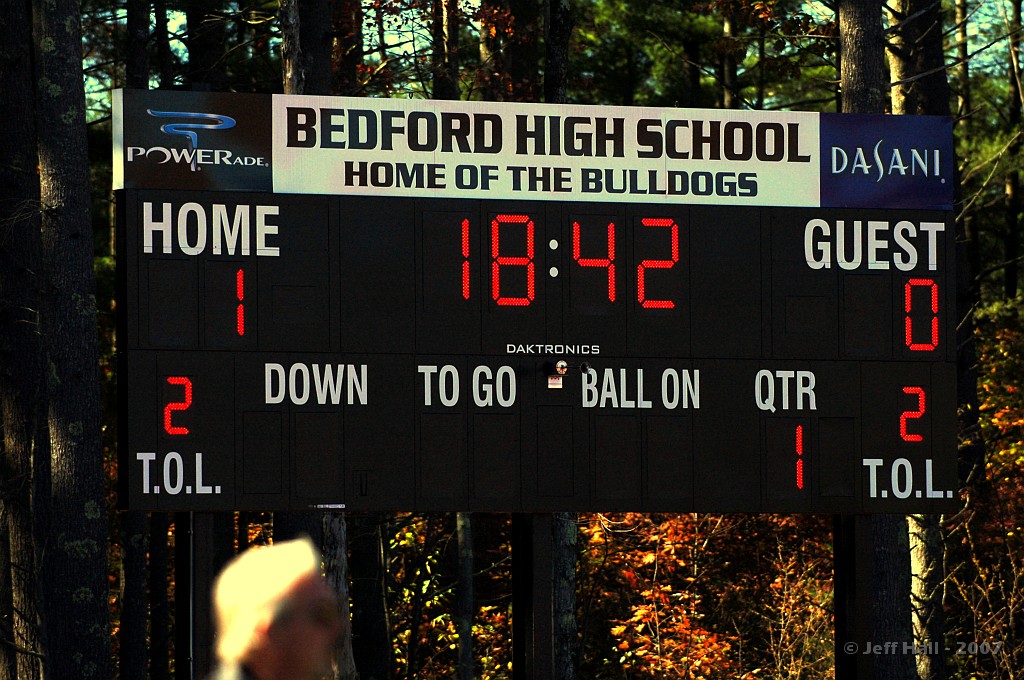 POWERADE BEDFORD HIGH SCHOOL DASANI
HOME OF THE BULLDOGS
HOME 18:42 GUEST
1 0
DAKTRONICS
2 DOWN TO GO BALL ON QTR 2
1
T.O.L. T.O.L.
© Jeff Hall - 2007